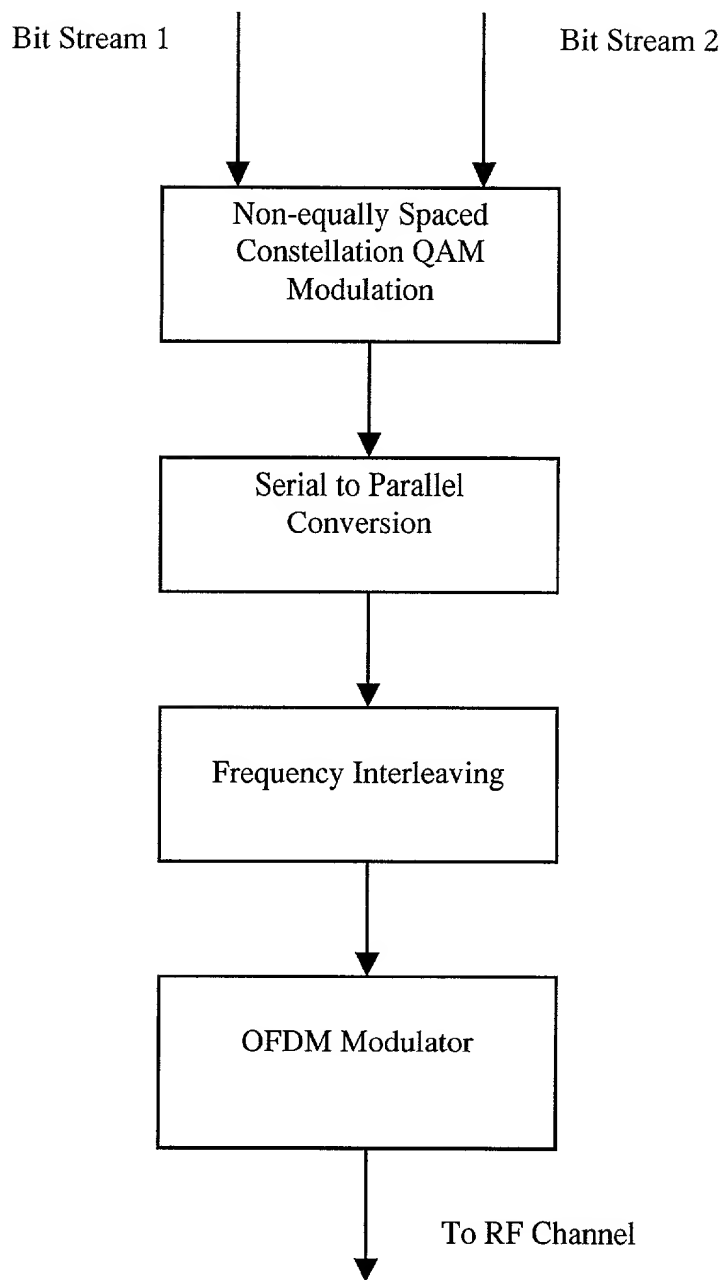 Bit Stream 1
Bit Stream 2
Non-equally Spaced
Constellation QAM
Modulation
Serial to Parallel
Conversion
Frequency Interleaving
OFDM Modulator
To RF Channel